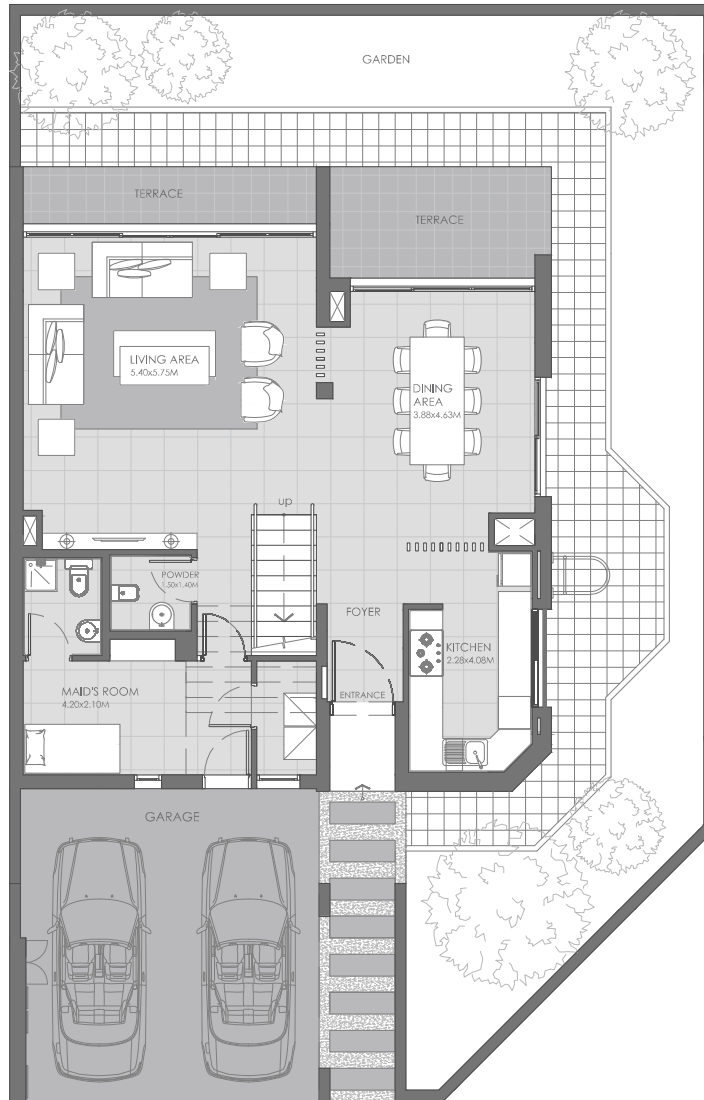 GARDEN
TERRACE
TERRACE
LIVING AREA
5.40x5.75M
DINING
AREA
3.88x4.63M
up
POWDER
1.50x1.40M
FOYER
KITCHEN
2.28x4.08M
MAID'S ROOM
4.20x2.10M
ENTRANCE
GARAGE